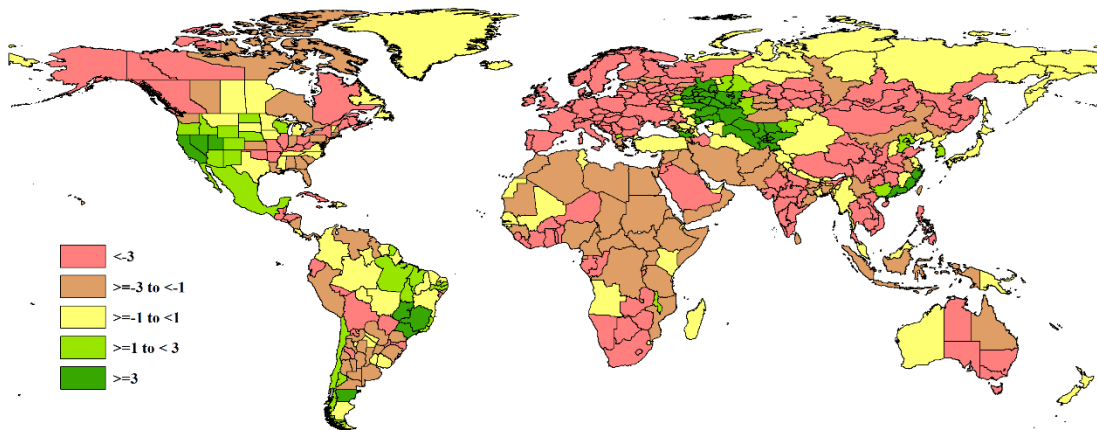 <-3
>=-3 to <-1
>=-1 to <1
>=1 to < 3
>=3